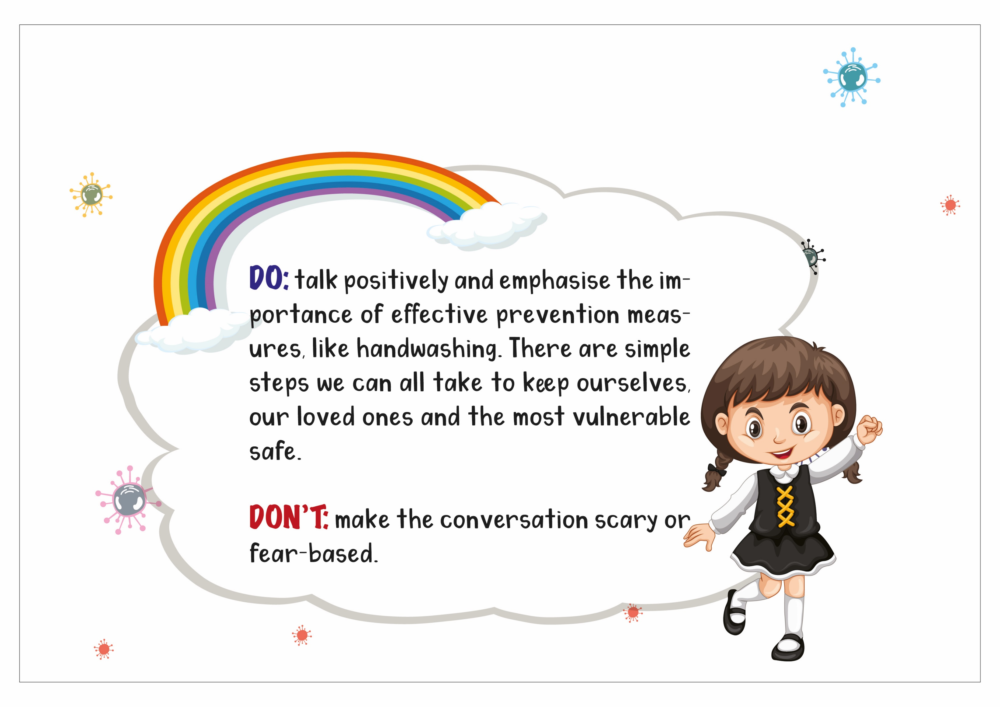 DO: talk positively and emphasise the im-
portance of effective prevention meas-
ures, like handwashing. There are simple
steps we can all take to keep ourselves,
our loved ones and the most vulnerable
safe.
DON'T: make the conversation scary or
fear-based.